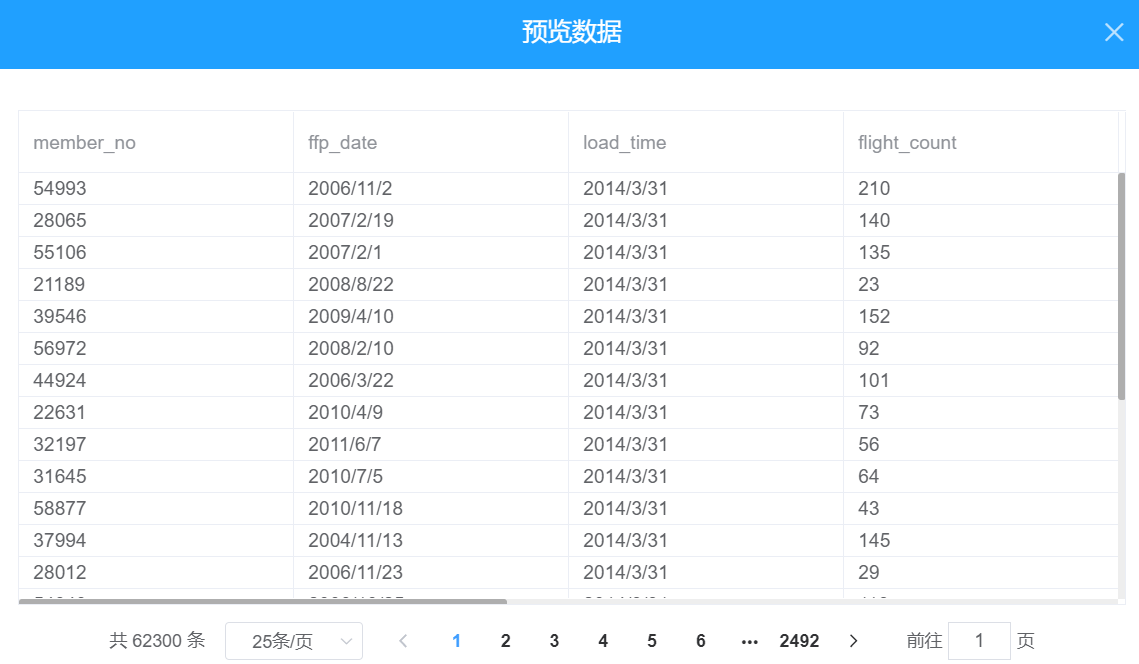 预览数据
member_no ffp_date load_time flight_count
54993 2006/11/2 2014/3/31 210
28065 2007/2/19 2014/3/31 140
55106 2007/2/1 2014/3/31 135
21189 2008/8/22 2014/3/31 23
39546 2009/4/10 2014/3/31 152
56972 2008/2/10 2014/3/31 92
44924 2006/3/22 2014/3/31 101
22631 2010/4/9 2014/3/31 73
32197 2011/6/7 2014/3/31 56
31645 2010/7/5 2014/3/31 64
58877 2010/11/18 2014/3/31 43
37994 2004/11/13 2014/3/31 145
28012 2006/11/23 2014/3/31 29
共 62300 条 25条/页 1 2 3 4 5 6 ••• 2492 前往 1 页